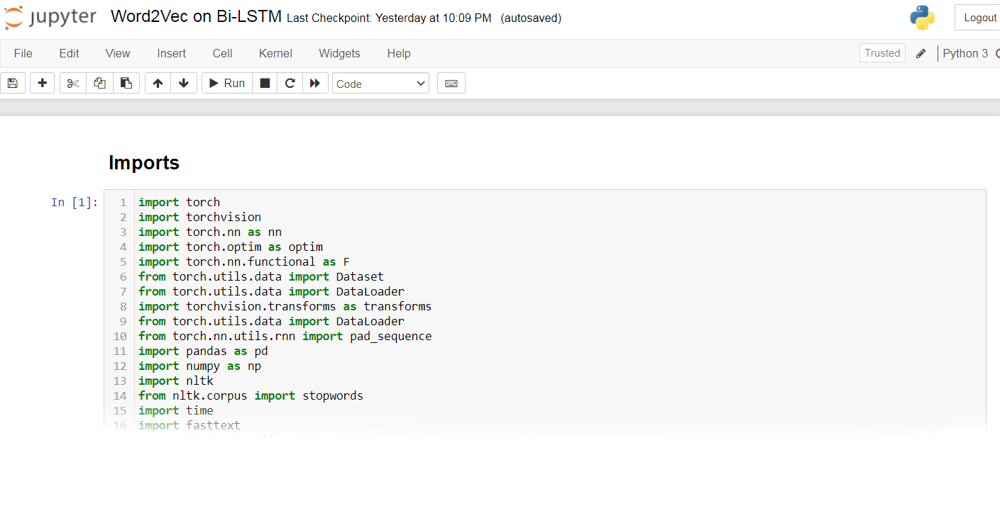 jupyter Word2Vec on Bi-LSTM Last Checkpoint: Yesterday at 10:09 PM (autosaved) Logout
File Edit View Insert Cell Kernel Widgets Help Trusted Python 3
Run Code
Imports
In [1]:
1 import torch
2 import torchvision
3 import torch.nn as nn
4 import torch.optim as optim
5 import torch.nn.functional as F
6 from torch.utils.data import Dataset
7 from torch.utils.data import DataLoader
8 import torchvision.transforms as transforms
9 from torch.utils.data import DataLoader
10 from torch.nn.utils.rnn import pad_sequence
11 import pandas as pd
12 import numpy as np
13 import nltk
14 from nltk.corpus import stopwords
15 import time
16 import fasttext